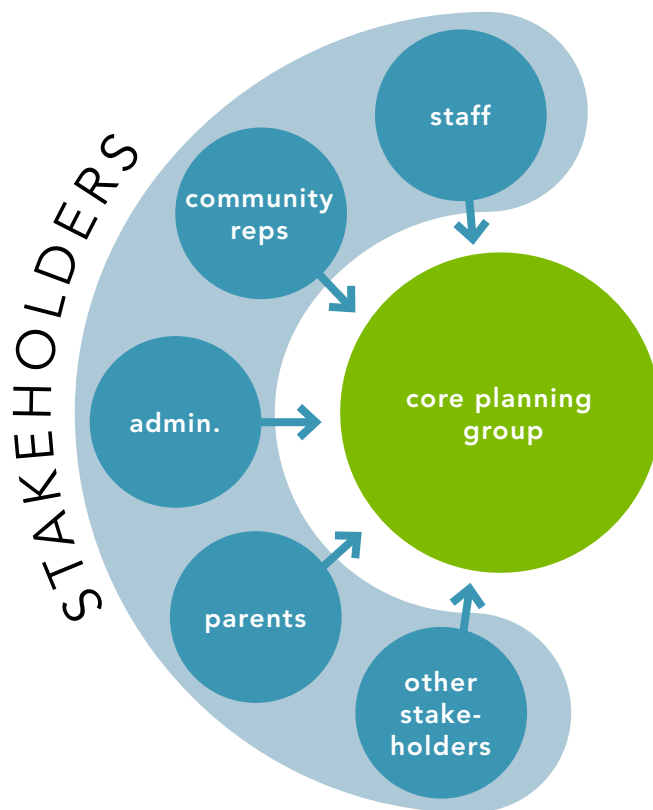 STAKEHOLDERS
staff
community
reps
admin.
parents
other
stake-
holders
core planning
group